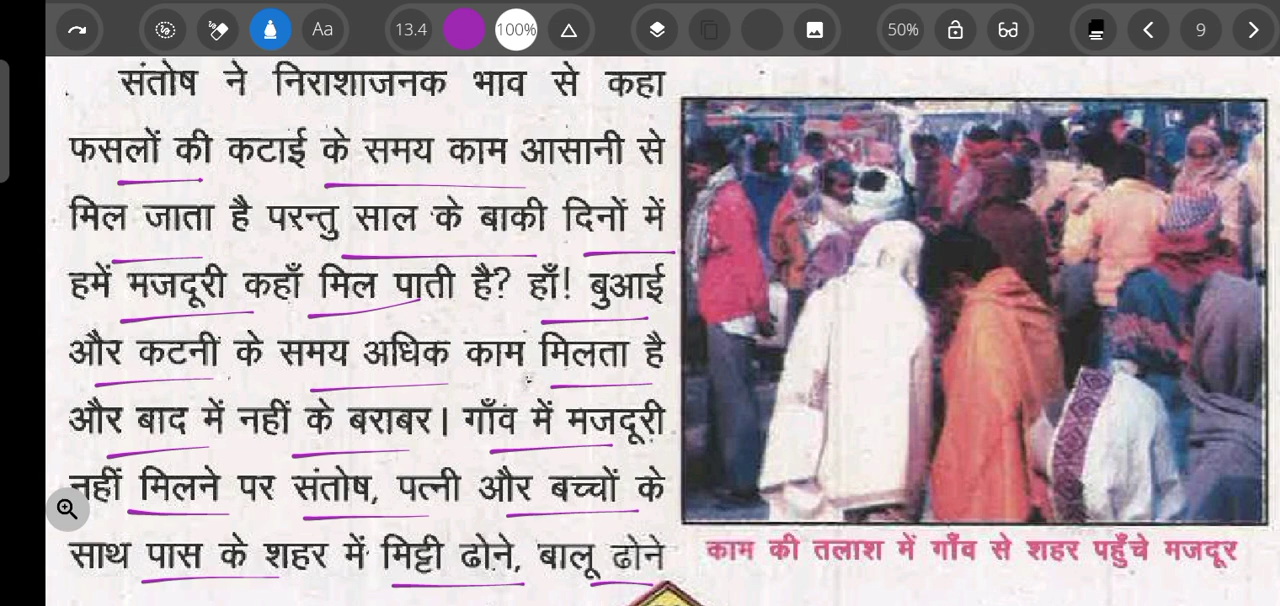 Aa
13.4
100%
50%
9
संतोष ने निराशाजनक भाव से कहा
फसलों की कटाई के समय काम आसानी से
मिल जाता है परन्तु साल के बाकी दिनों में
हमें मजदूरी कहाँ मिल पाती है? हाँ! बुआई
और कटनी के समय अधिक काम मिलता है
और बाद में नहीं के बराबर। गाँव में मजदूरी
नहीं मिलने पर संतोष, पत्नी और बच्चों के
साथ पास के शहर में मिट्टी ढोने, बालू ढोने
काम की तलाश में गाँव से शहर पहुँचे मजदूर